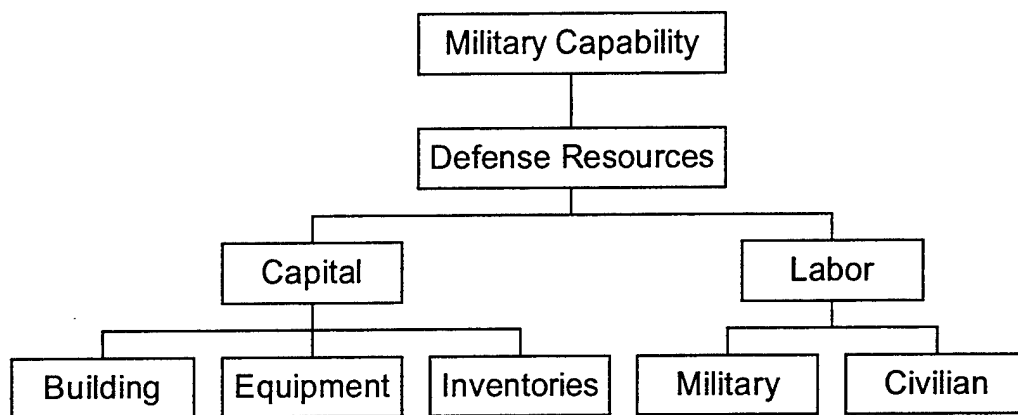 Military Capability
Defense Resources
Capital
Labor
Building
Equipment
Inventories
Military
Civilian